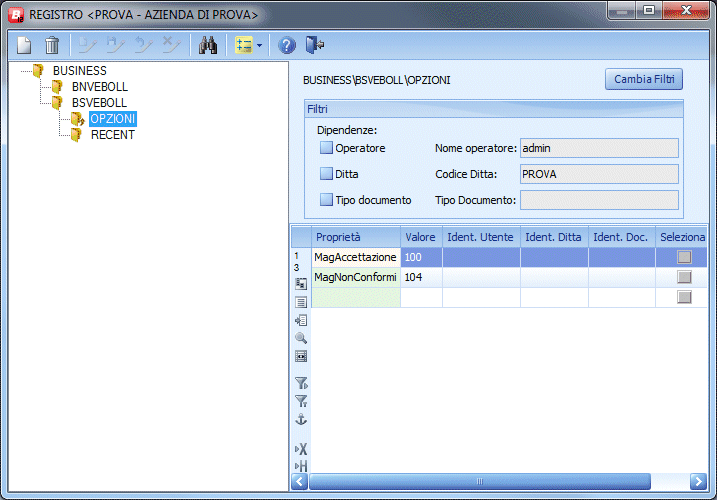 REGISTRO <PROVA - AZIENDA DI PROVA>
BUSINESS
BNVEBOLL
BSVEBOLL
OPZIONI
RECENT
BUSINESS\BSVEBOLL\OPZIONI
Cambia Filtri
Filtri
Dipendenze:
Operatore Nome operatore: admin
Ditta Codice Ditta: PROVA
Tipo documento Tipo Documento:
Proprietà Valore Ident. Utente Ident. Ditta Ident. Doc. Seleziona
MagAccettazione 100
MagNonConformi 104